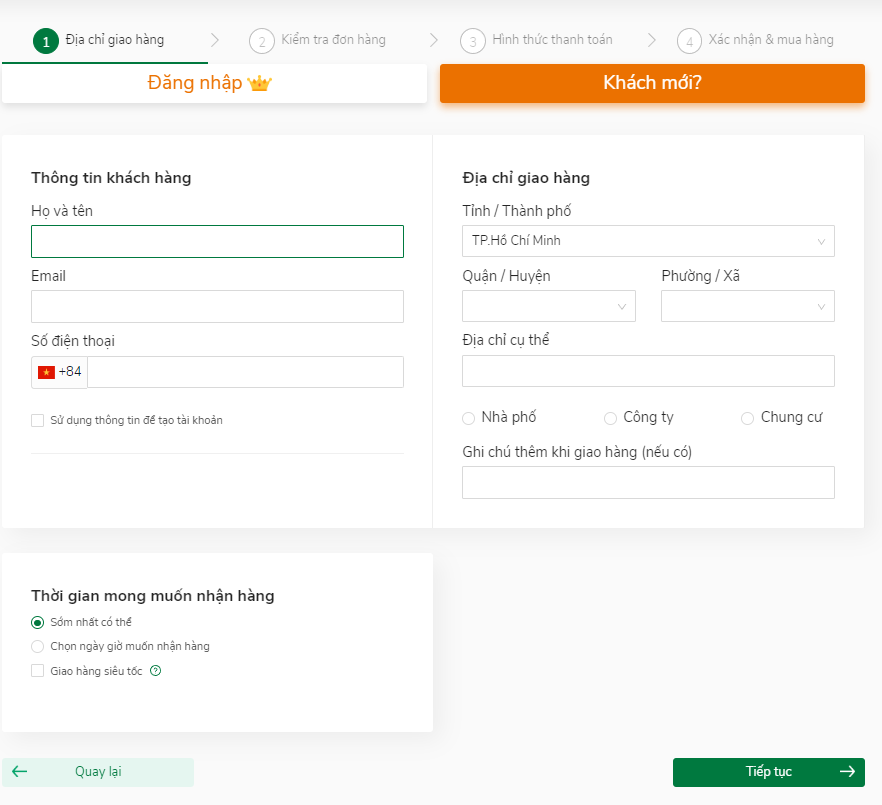 1 Địa chỉ giao hàng 2 Kiểm tra đơn hàng 3 Hình thức thanh toán 4 Xác nhận & mua hàng
Đăng nhập Khách mới?
Thông tin khách hàng
Họ và tên
Email
Số điện thoại
+84
Sử dụng thông tin để tạo tài khoản
Địa chỉ giao hàng
Tỉnh / Thành phố
TP.Hồ Chí Minh
Quận / Huyện Phường / Xã
Địa chỉ cụ thể
Nhà phố Công ty Chung cư
Ghi chú thêm khi giao hàng (nếu có)
Thời gian mong muốn nhận hàng
Sớm nhất có thể
Chọn ngày giờ muốn nhận hàng
Giao hàng siêu tốc ?
Quay lại Tiếp tục